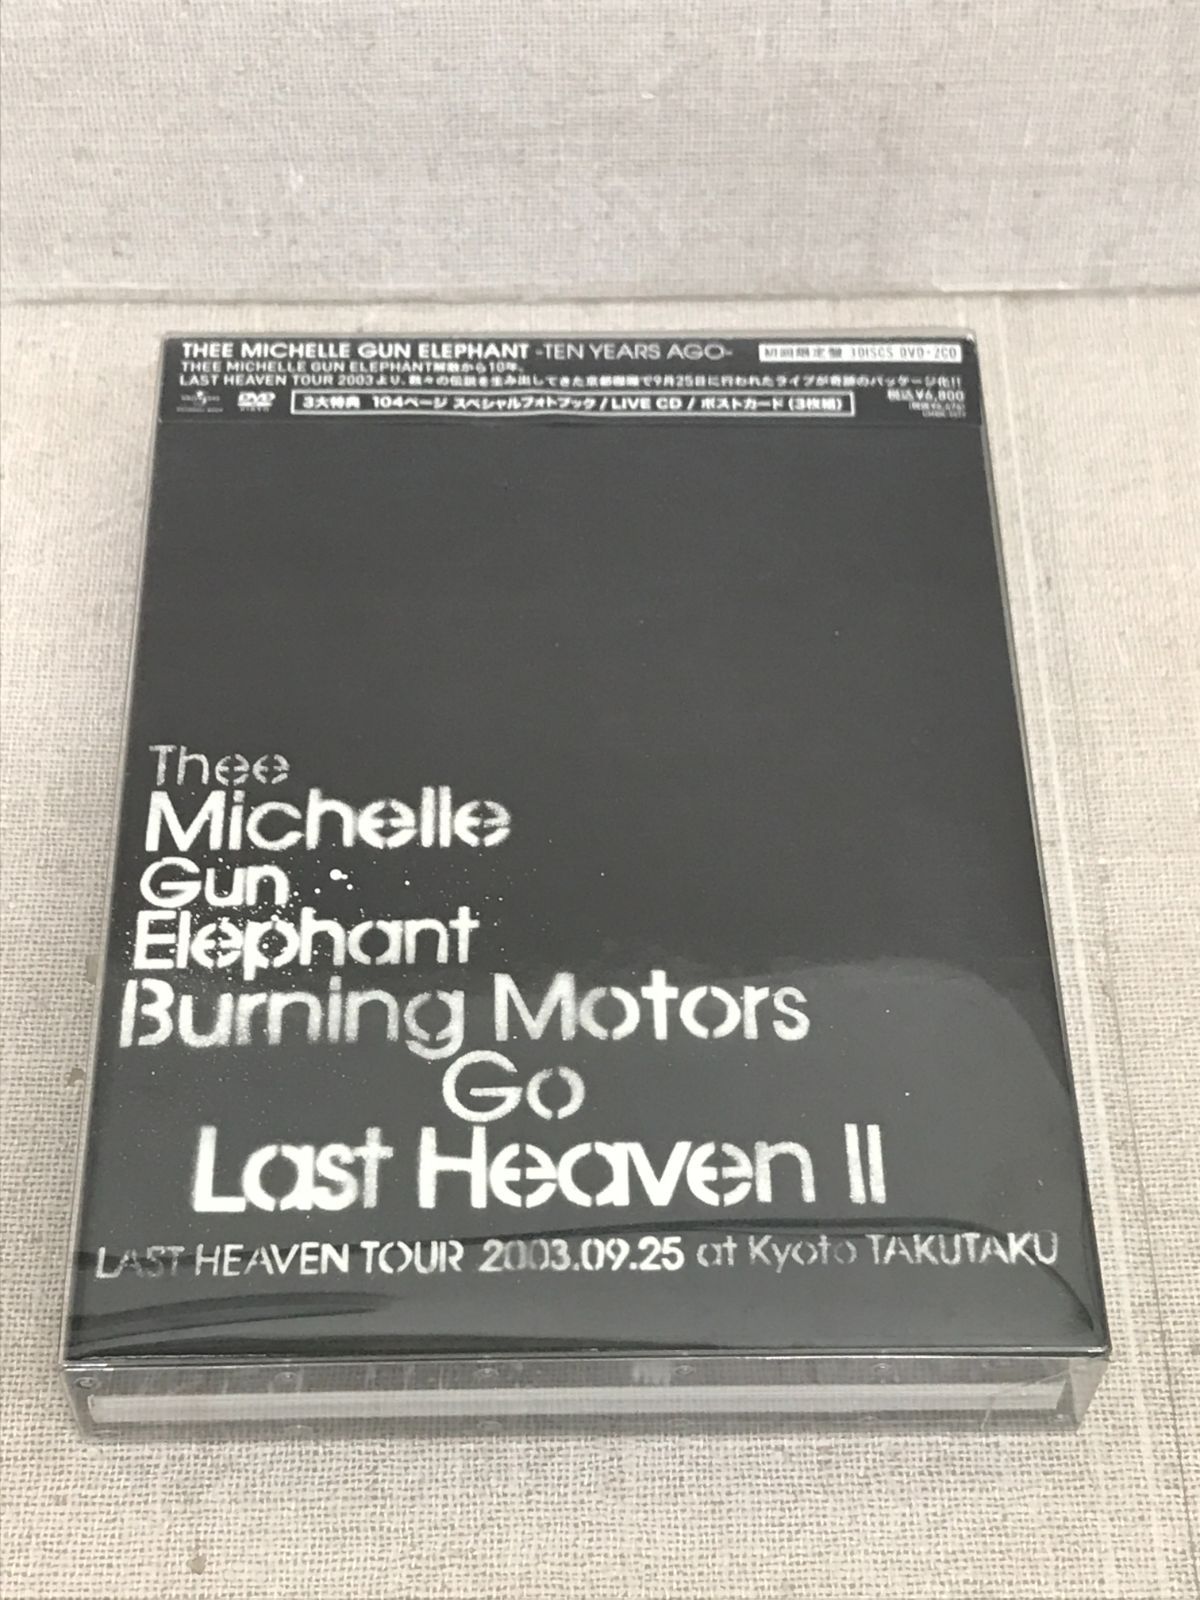 THEE MICHELLE GUN ELEPHANT -TEN YEARS AGO- 初回限定盤
THEE MICHELLE GUN ELEPHANT解散から10年。
LAST HEAVEN TOUR 2003より、数々の伝説を生み出してきた京都磔磔で9月25日に行われたライブが奇跡のパッケージ化!!
DVD
3大特典 104ページ スペシャルフォトブック / LIVE CD / ポストカード (3枚組)
税込¥6,800
Thee
Michelle
Gun
Elephant
Burning Motors
Go
Last Heaven II
LAST HEAVEN TOUR 2003.09.25 at Kyoto TAKUTAKU